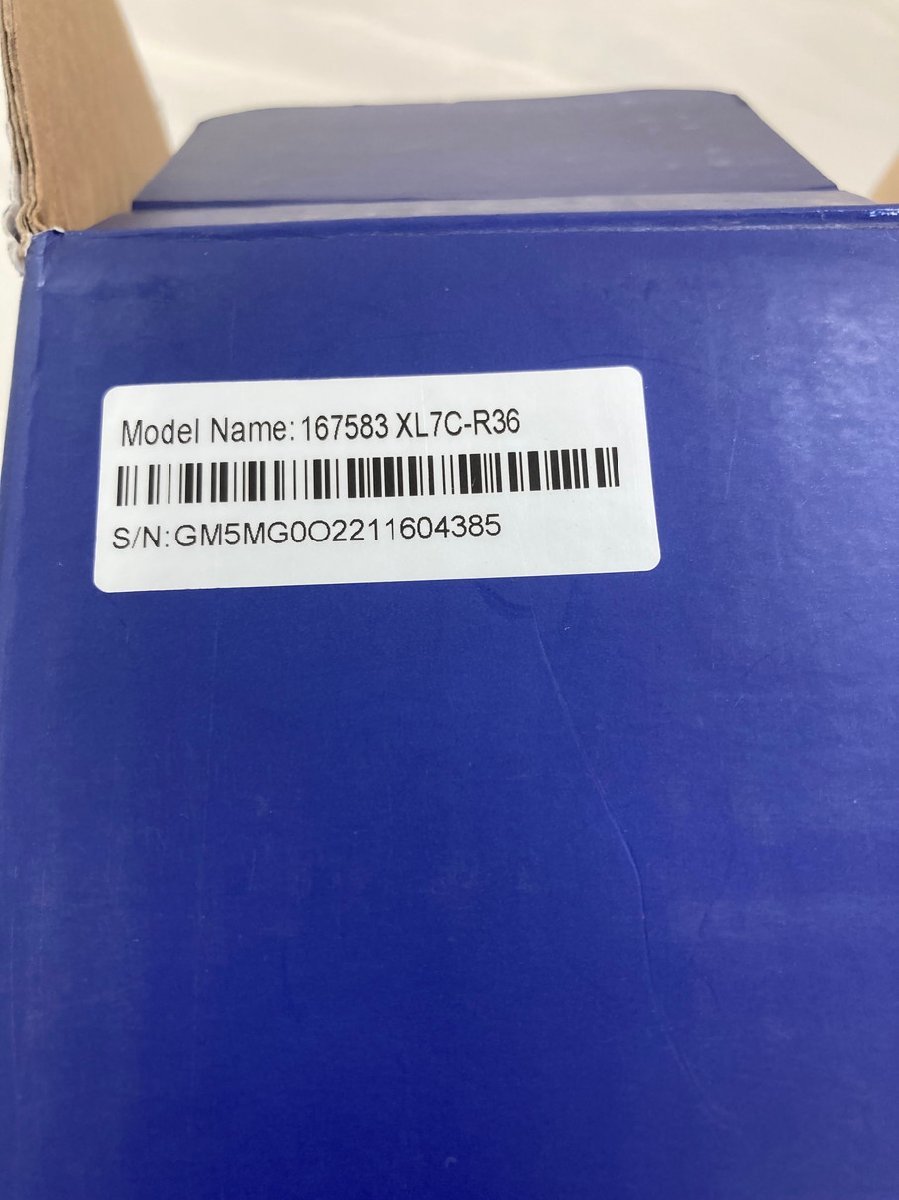 Model Name: 167583 XL7C-R36
S/N:GM5MG0O2211604385